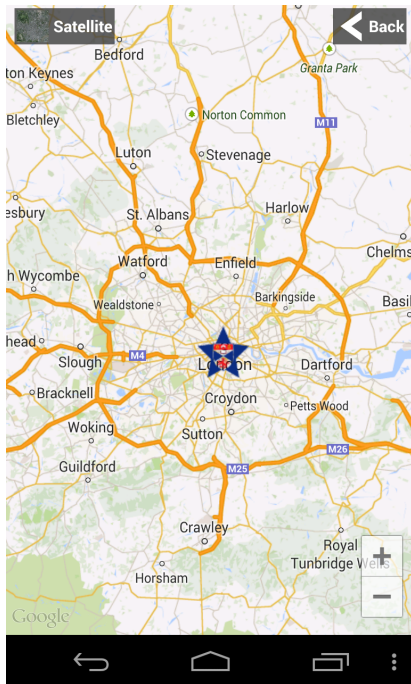 Satellite
Back
Bedford
Granta Park
ton Keynes
Norton Common
Bletchley
M11
Luton
Stevenage
Harlow
esbury
St. Albans
Chelms
Watford
Enfield
h Wycombe
Wealdstone
Barkingside
Basil
head
M4
London
Slough
Dartford
Bracknell
Croydon
Petts Wood
Woking
Sutton
M26
Guildford
M25
Crawley
Royal
Tunbridge Wells
Horsham
Google